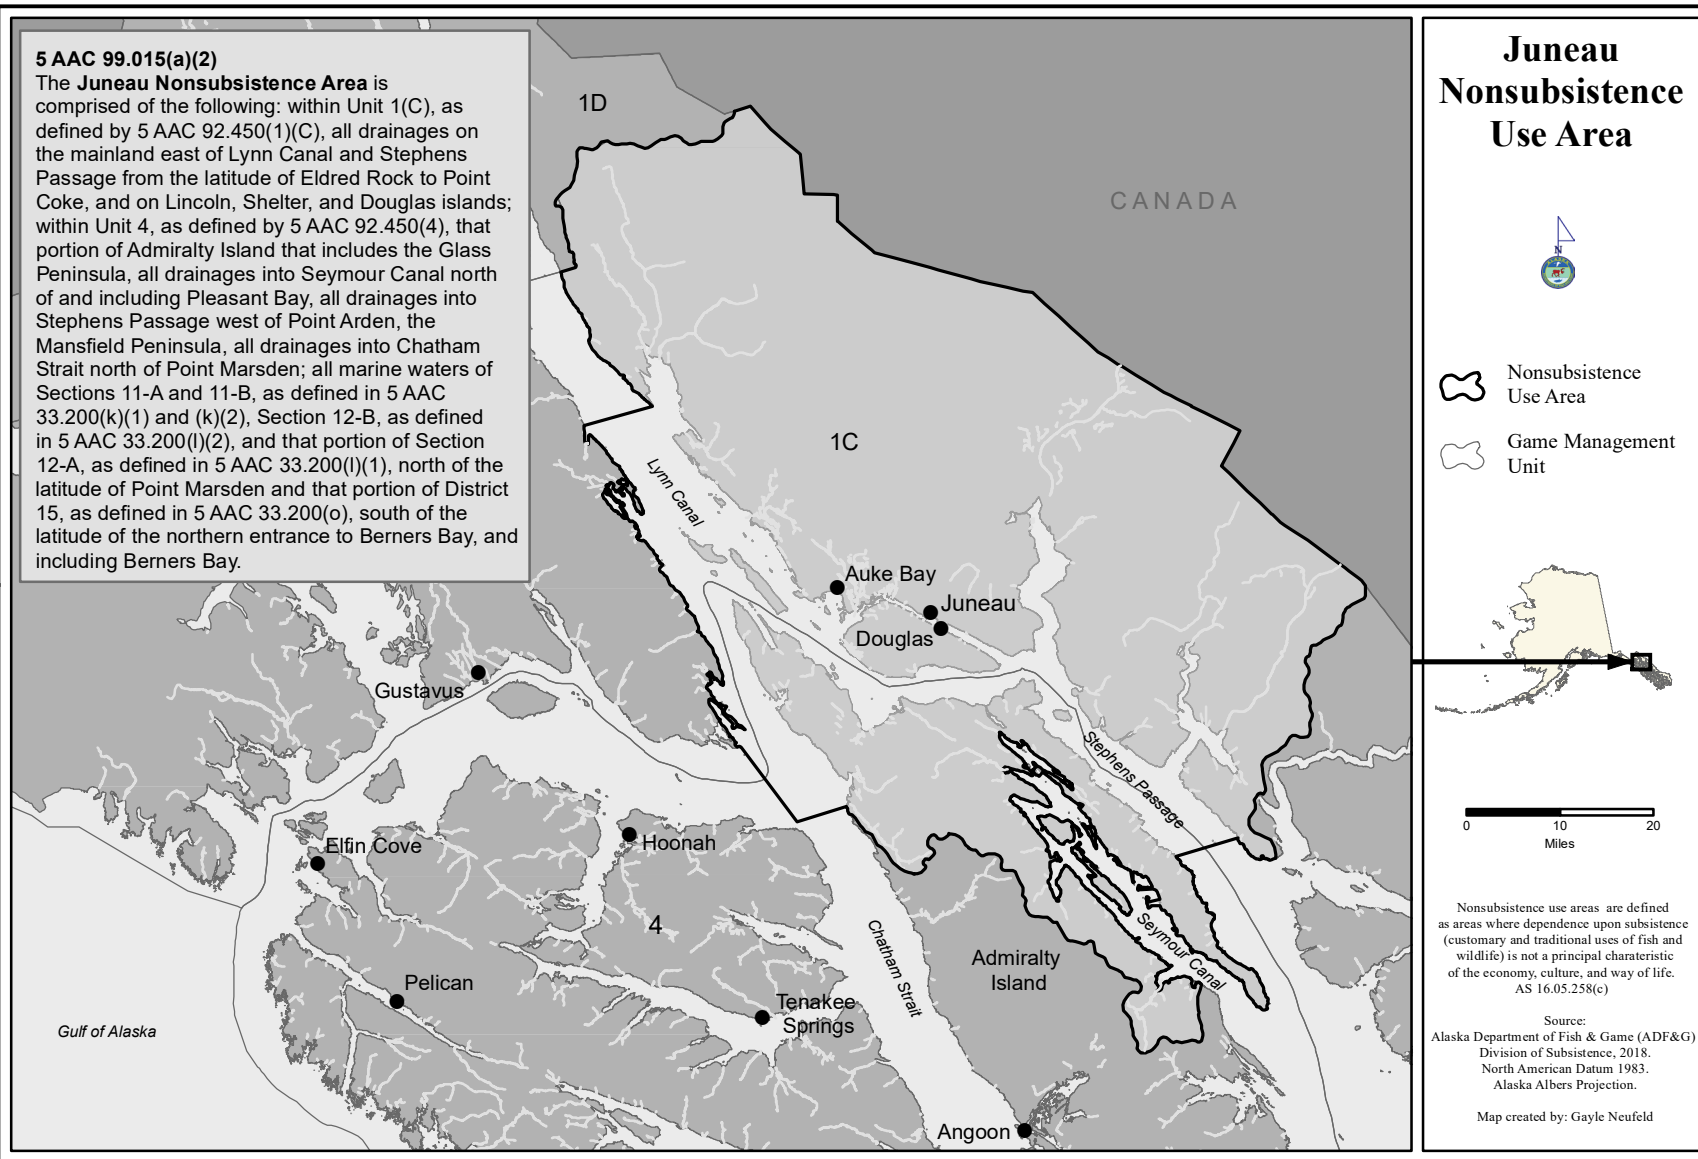 5 AAC 99.015(a)(2)
The Juneau Nonsubsistence Area is
comprised of the following: within Unit 1(C), as
defined by 5 AAC 92.450(1)(C), all drainages on
the mainland east of Lynn Canal and Stephens
Passage from the latitude of Eldred Rock to Point
Coke, and on Lincoln, Shelter, and Douglas islands;
within Unit 4, as defined by 5 AAC 92.450(4), that
portion of Admiralty Island that includes the Glass
Peninsula, all drainages into Seymour Canal north
of and including Pleasant Bay, all drainages into
Stephens Passage west of Point Arden, the
Mansfield Peninsula, all drainages into Chatham
Strait north of Point Marsden; all marine waters of
Sections 11-A and 11-B, as defined in 5 AAC
33.200(k)(1) and (k)(2), Section 12-B, as defined
in 5 AAC 33.200(l)(2), and that portion of Section
12-A, as defined in 5 AAC 33.200(l)(1), north of the
latitude of Point Marsden and that portion of District
15, as defined in 5 AAC 33.200(o), south of the
latitude of the northern entrance to Berners Bay, and
including Berners Bay.
1D
CANADA
1C
Lynn Canal
Auke Bay
Juneau
Douglas
Gustavus
Stephens Passage
Elfin Cove
Hoonah
4
Seymour Canal
Chatham Strait
Admiralty
Island
Pelican
Tenakee
Springs
Gulf of Alaska
Angoon
Juneau
Nonsubsistence
Use Area
N
Nonsubsistence
Use Area
Game Management
Unit
0 10 20
Miles
Nonsubsistence use areas are defined
as areas where dependence upon subsistence
(customary and traditional uses of fish and
wildlife) is not a principal charateristic
of the economy, culture, and way of life.
AS 16.05.258(c)
Source:
Alaska Department of Fish & Game (ADF&G)
Division of Subsistence, 2018.
North American Datum 1983.
Alaska Albers Projection.
Map created by: Gayle Neufeld